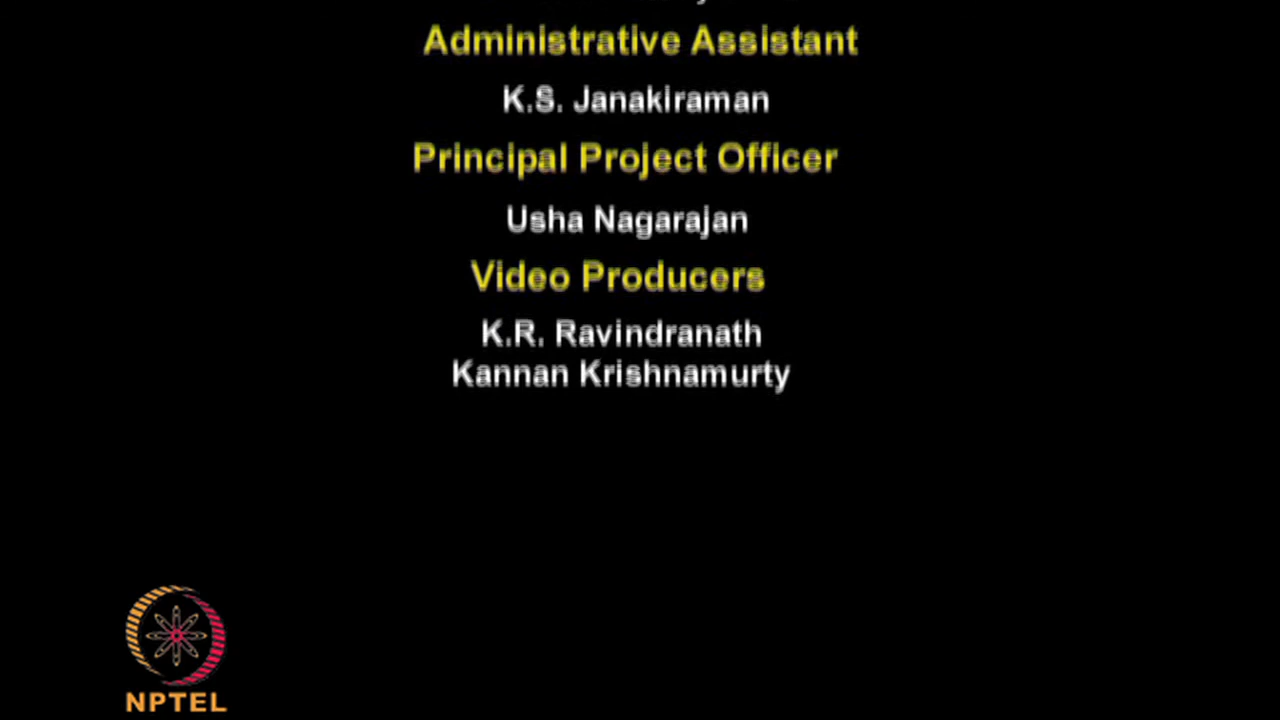 Administrative Assistant
K.S. Janakiraman
Principal Project Officer
Usha Nagarajan
Video Producers
K.R. Ravindranath
Kannan Krishnamurty
NPTEL